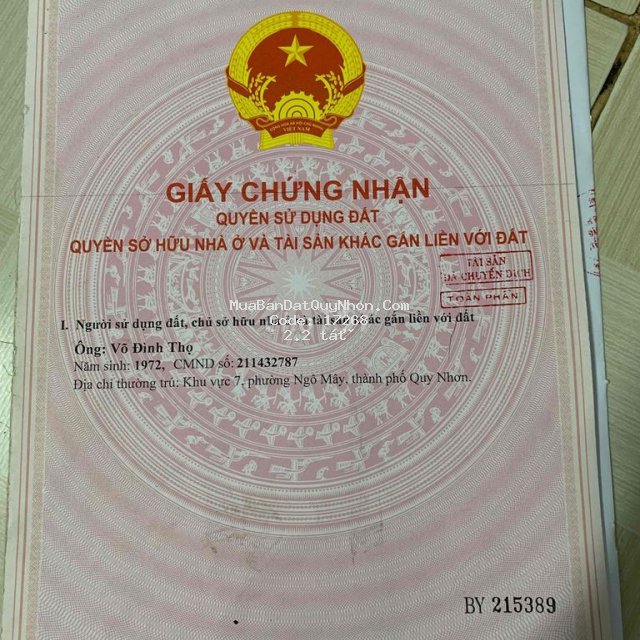 VIỆT NAM
GIẤY CHỨNG NHẬN
QUYỀN SỬ DỤNG ĐẤT
QUYỀN SỞ HỮU NHÀ Ở VÀ TÀI SẢN KHÁC GẮN LIỀN VỚI ĐẤT
TÀI SẢN
ĐÃ CHUYỂN DỊCH
TOÀN PHẦN
MuaBanDatQuyNhon.Com
I. Người sử dụng đất, chủ sở hữu nhà ở và tài sản khác gắn liền với đất
Code:
2.2 tất
Ông: Võ Đình Thọ
Năm sinh: 1972, CMND số: 211432787
Địa chỉ thường trú: Khu vực 7, phường Ngô Mây, thành phố Quy Nhơn.
BY 215389